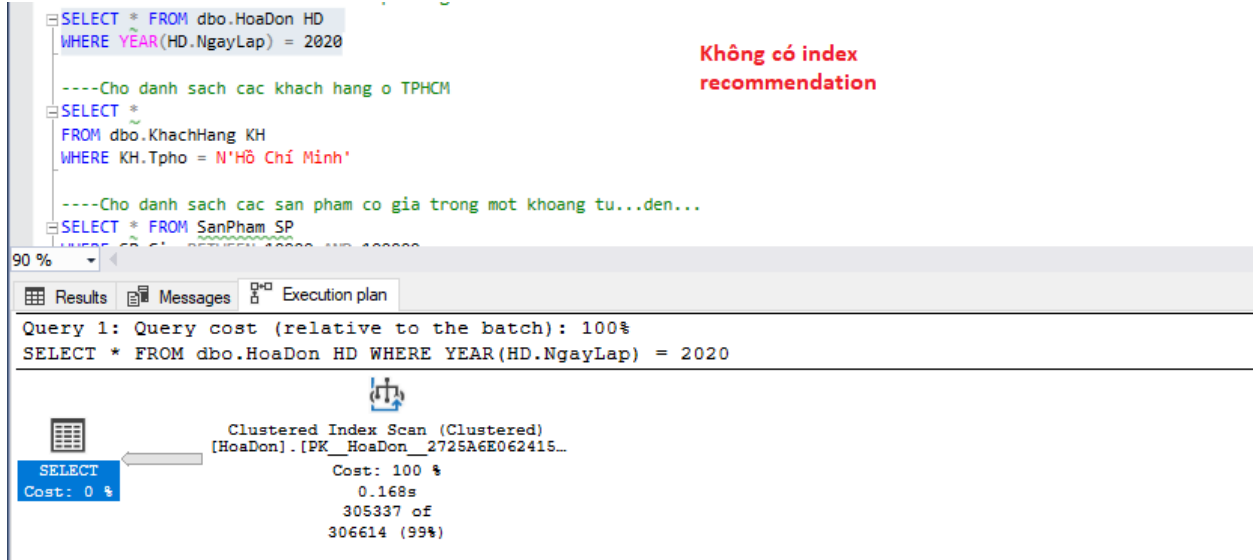 SELECT * FROM dbo.HoaDon HD
WHERE YEAR(HD.NgayLap) = 2020
Không có index
recommendation
----Cho danh sach cac khach hang o TPHCM
SELECT *
FROM dbo.KhachHang KH
WHERE KH.Tpho = N'Hồ Chí Minh'
----Cho danh sach cac san pham co gia trong mot khoang tu...den...
SELECT * FROM SanPham SP
90 %
Results Messages Execution plan
Query 1: Query cost (relative to the batch): 100%
SELECT * FROM dbo.HoaDon HD WHERE YEAR(HD.NgayLap) = 2020
Clustered Index Scan (Clustered)
[HoaDon].[PK__HoaDon__2725A6E062415…
SELECT
Cost: 0 %
Cost: 100 %
0.168s
305337 of
306614 (99%)